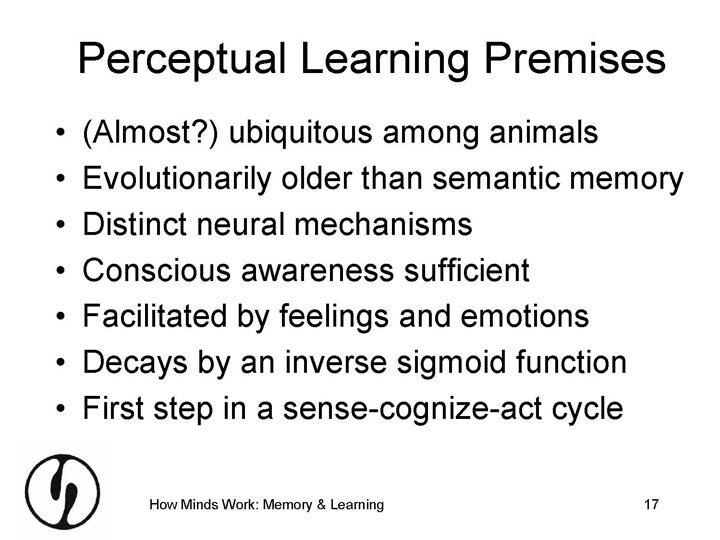 Perceptual Learning Premises
• (Almost?) ubiquitous among animals
• Evolutionarily older than semantic memory
• Distinct neural mechanisms
• Conscious awareness sufficient
• Facilitated by feelings and emotions
• Decays by an inverse sigmoid function
• First step in a sense-cognize-act cycle
How Minds Work: Memory & Learning
17